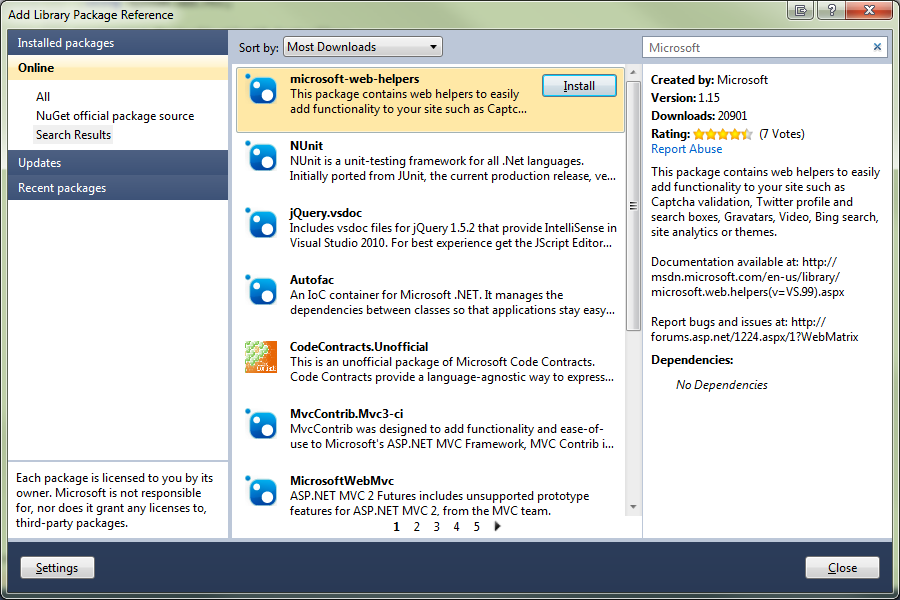 Add Library Package Reference
Installed packages
Online
All
NuGet official package source
Search Results
Updates
Recent packages
Each package is licensed to you by its
owner. Microsoft is not responsible
for, nor does it grant any licenses to,
third-party packages.
Sort by: Most Downloads
microsoft-web-helpers
This package contains web helpers to easily
add functionality to your site such as Captc...
Install
NUnit
NUnit is a unit-testing framework for all .Net languages.
Initially ported from JUnit, the current production release, ve...
jQuery.vsdoc
Includes vsdoc files for jQuery 1.5.2 that provide IntelliSense in
Visual Studio 2010. For best experience get the JScript Editor...
Autofac
An IoC container for Microsoft .NET. It manages the
dependencies between classes so that applications stay easy...
CodeContracts.Unofficial
This is an unofficial package of Microsoft Code Contracts.
Code Contracts provide a language-agnostic way to express...
MvcContrib.Mvc3-ci
MvcContrib was designed to add functionality and ease-of-
use to Microsoft's ASP.NET MVC Framework, MVC Contrib i...
MicrosoftWebMvc
ASP.NET MVC 2 Futures includes unsupported prototype
features for ASP.NET MVC 2, from the MVC team.
1 2 3 4 5
Microsoft
Created by: Microsoft
Version: 1.15
Downloads: 20901
Rating: (7 Votes)
Report Abuse
This package contains web helpers to easily
add functionality to your site such as
Captcha validation, Twitter profile and
search boxes, Gravatars, Video, Bing search,
site analytics or themes.
Documentation available at: http://
msdn.microsoft.com/en-us/library/
microsoft.web.helpers(v=VS.99).aspx
Report bugs and issues at: http://
forums.asp.net/1224.aspx/1?WebMatrix
Dependencies:
No Dependencies
Settings
Close